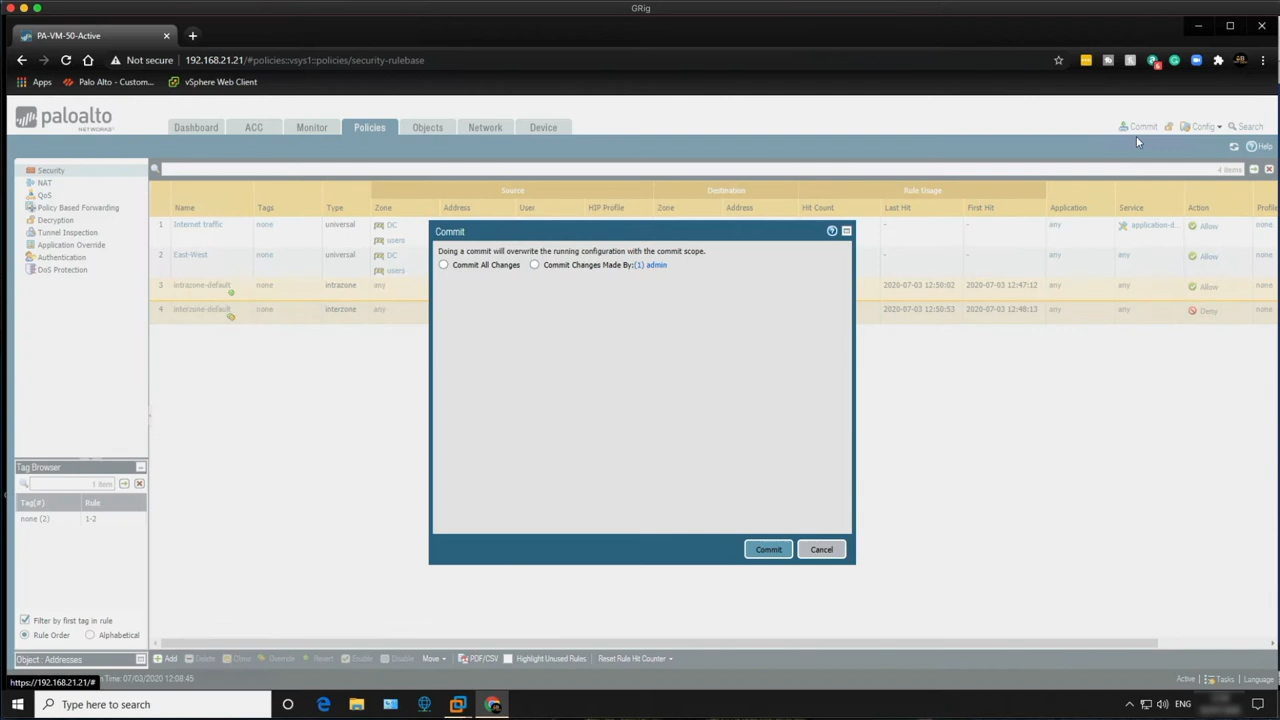 GRig
PA-VM-50-Active
Not secure 192.168.21.21/#policies::vsys1::policies/security-rulebase
Apps Palo Alto - Custom... vSphere Web Client
paloalto
NETWORKS
Dashboard ACC Monitor Policies Objects Network Device
Commit Config Search
Help
Security
NAT
QoS
Policy Based Forwarding
Decryption
Tunnel Inspection
Application Override
Authentication
DoS Protection
4 items
Source Destination Rule Usage
Name Tags Type Zone Address User HIP Profile Zone Address Hit Count Last Hit First Hit Application Service Action Profile
1 Internet traffic none universal DC - - any application-d... Allow none
users
2 East-West none universal DC - - any any Allow none
users
3 intrazone-default none intrazone any 2020-07-03 12:50:02 2020-07-03 12:47:12 any any Allow none
4 interzone-default none interzone any 2020-07-03 12:50:53 2020-07-03 12:48:13 any any Deny none
Commit
Doing a commit will overwrite the running configuration with the commit scope.
Commit All Changes Commit Changes Made By:(1) admin
Commit Cancel
Tag Browser
1 item
Tag(#) Rule
none (2) 1-2
Filter by first tag in rule
Rule Order Alphabetical
Object : Addresses
Add Delete Clone Override Revert Enable Disable Move PDF/CSV Highlight Unused Rules Reset Rule Hit Counter
https://192.168.21.21/# n Time: 07/03/2020 12:08:45
Active Tasks Language
Type here to search
ENG